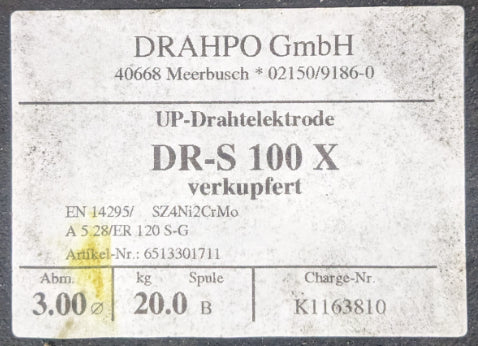 DRAHPO GmbH
40668 Meerbusch * 02150/9186-0
UP-Drahtelektrode
DR-S 100 X
verkupfert
EN 14295/ SZ4Ni2CrMo
A 5.28/ER 120 S-G
Artikel-Nr.: 6513301711
Abm. kg Spule Charge-Nr.
3.00 ⌀ 20.0 B K1163810